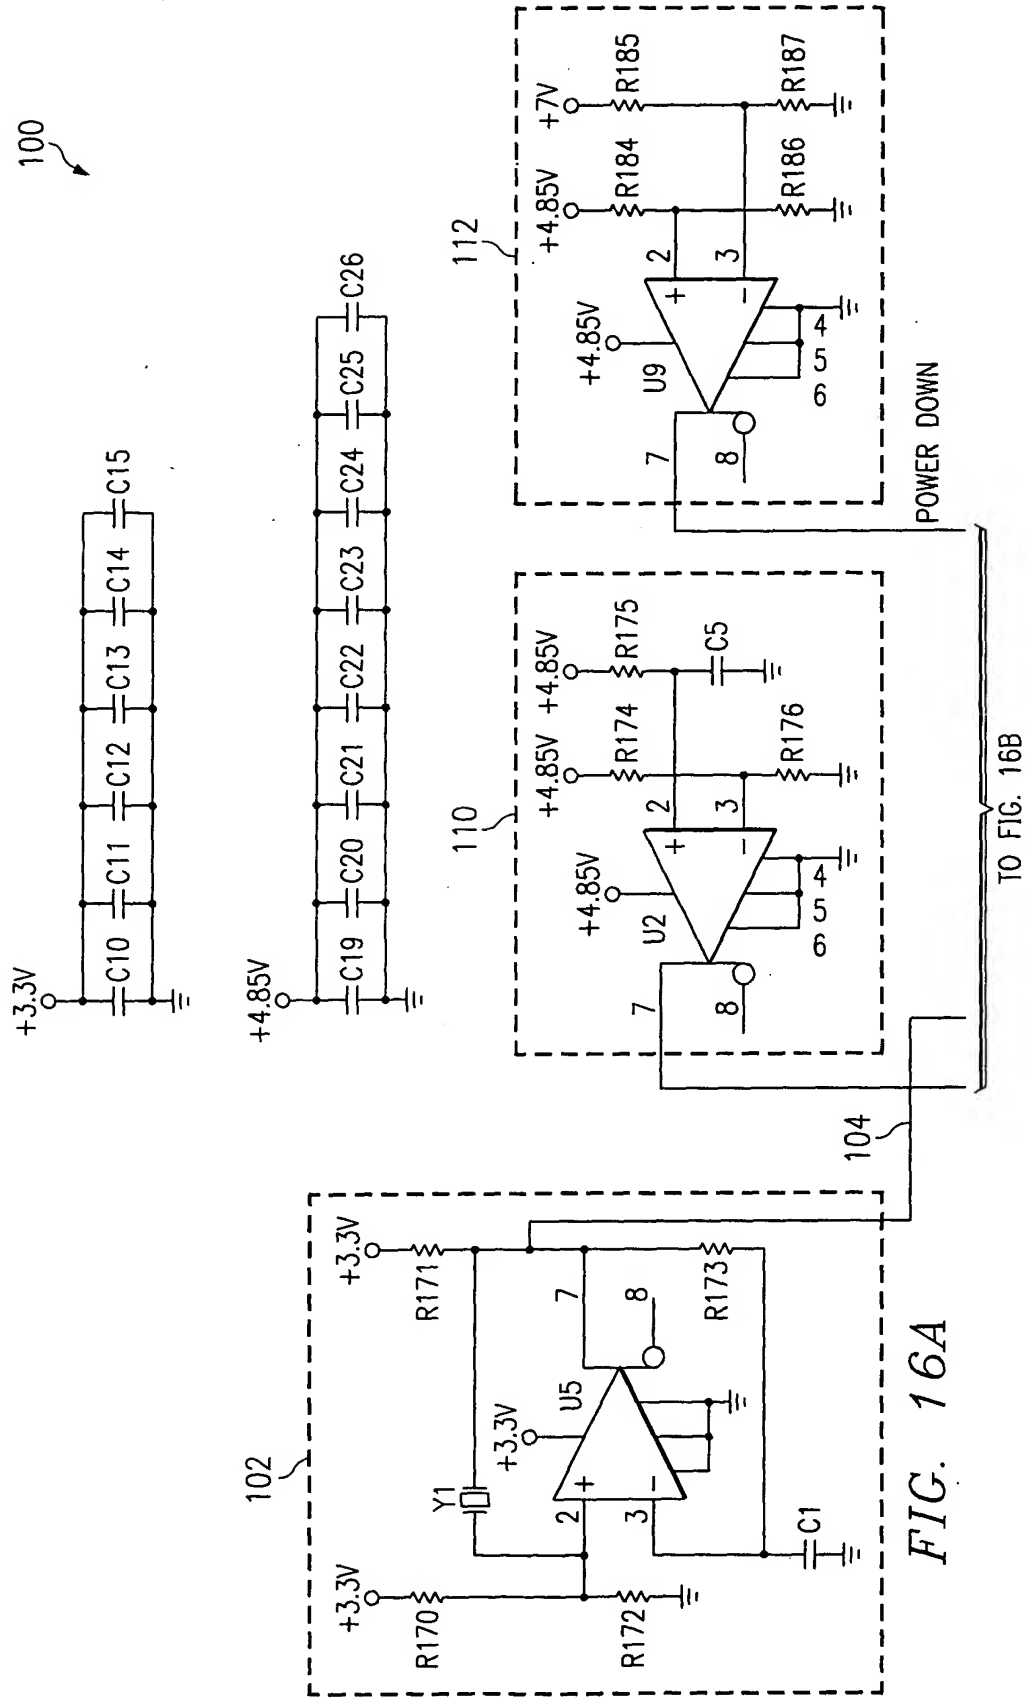 100
+3.3V
C10
C11
C12
C13
C14
C15
+4.85V
C19
C20
C21
C22
C23
C24
C25
C26
102
+3.3V
R170
R172
Y1
+3.3V
U5
2
+
3
−
7
8
+3.3V
R171
R173
C1
104
110
+4.85V
U2
7
8
2
+
3
−
4
5
6
+4.85V
R174
R176
+4.85V
R175
C5
112
+4.85V
U9
7
8
2
+
3
−
4
5
6
+4.85V
R184
R186
+7V
R185
R187
POWER DOWN
TO FIG. 16B
FIG. 16A